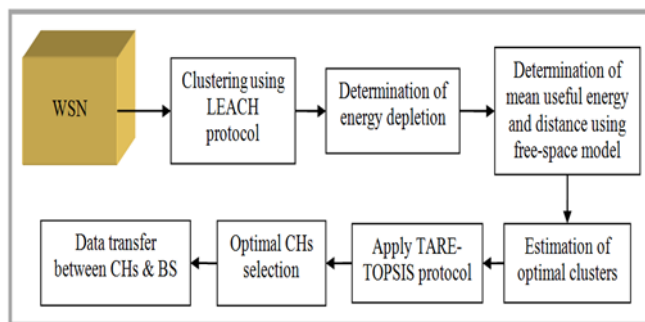 WSN
Clustering using
LEACH
protocol
Determination of
energy depletion
Determination of
mean useful energy
and distance using
free-space model
Data transfer
between CHs & BS
Optimal CHs
selection
Apply TARE-
TOPSIS protocol
Estimation of
optimal clusters